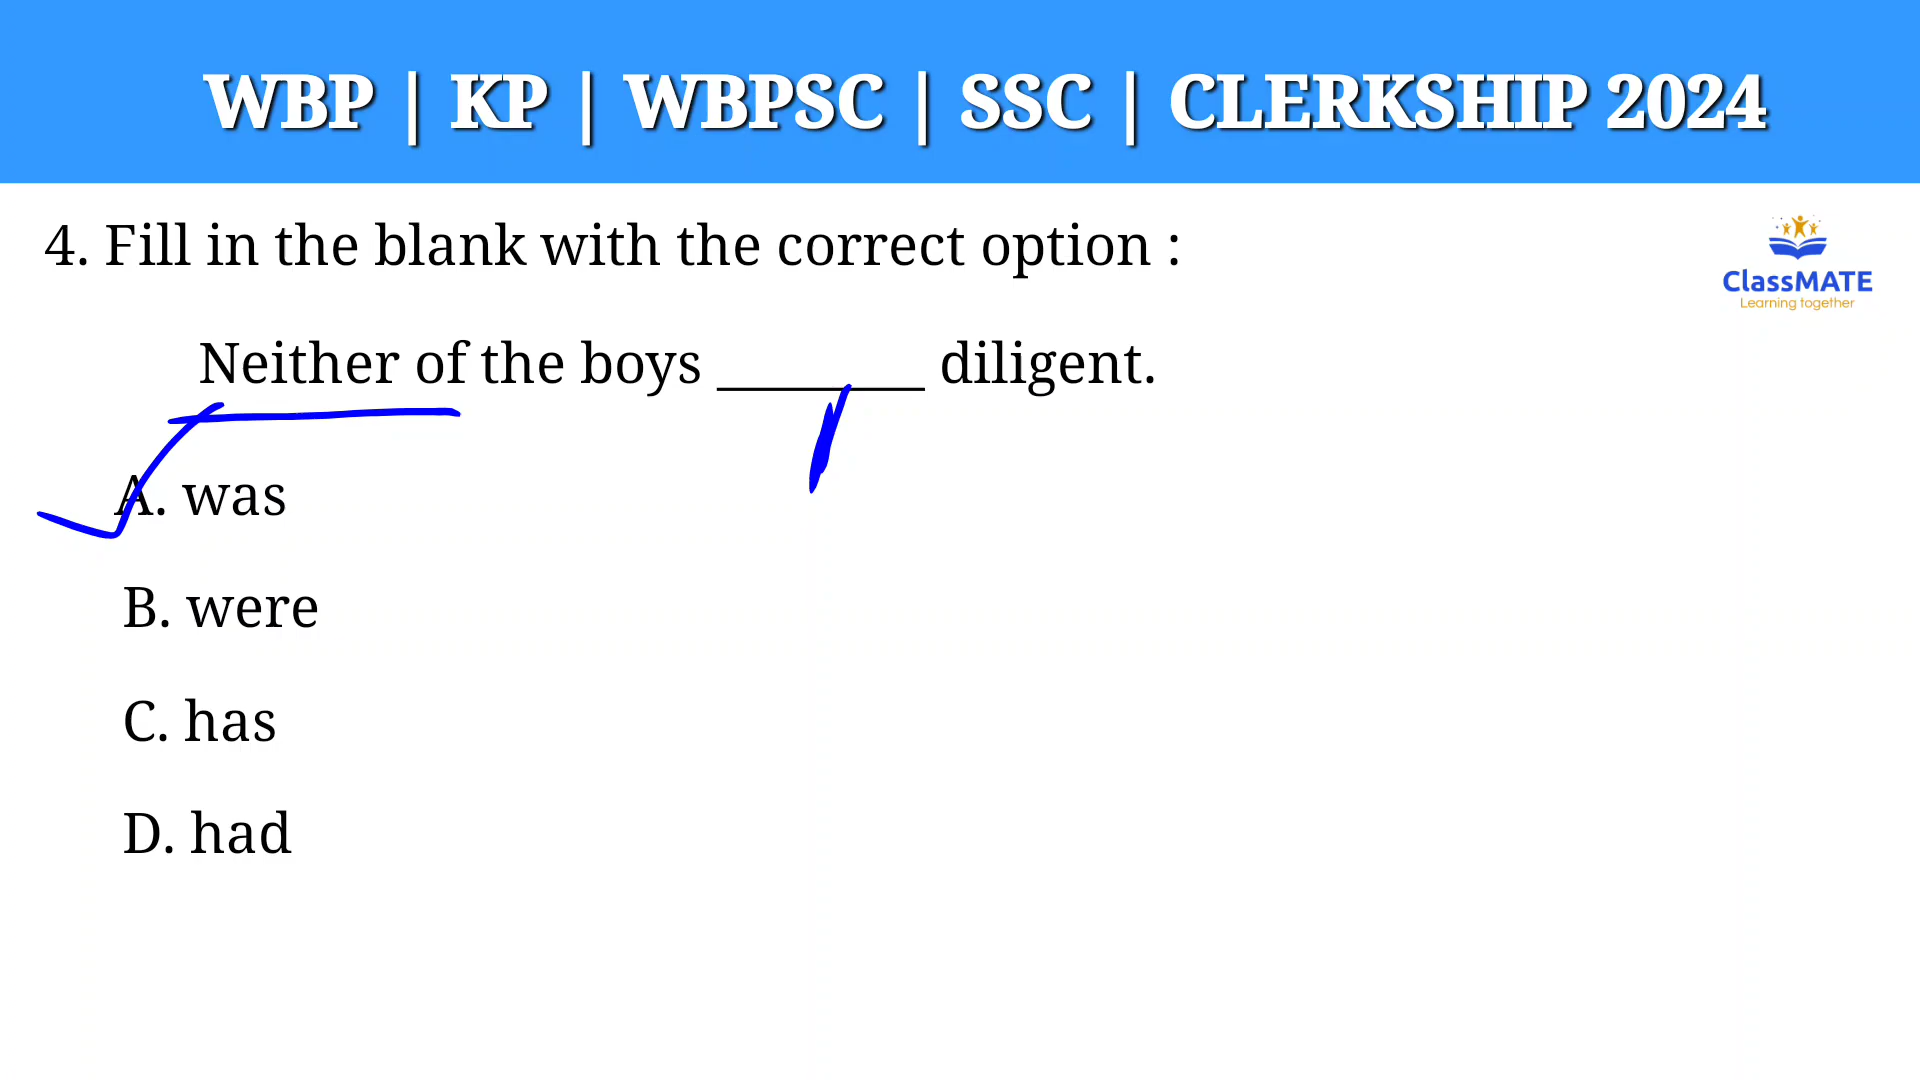 WBP | KP | WBPSC | SSC | CLERKSHIP 2024
4. Fill in the blank with the correct option :
ClassMATE
Learning together
Neither of the boys ________ diligent.
A. was
B. were
C. has
D. had